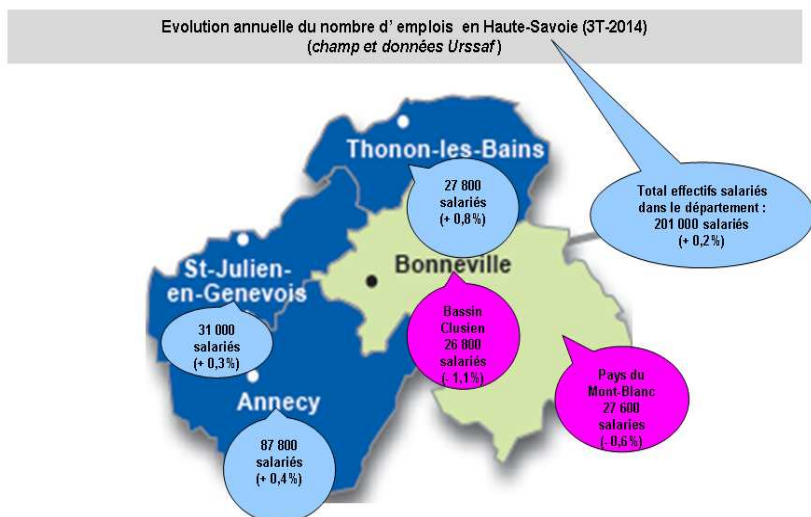 Evolution annuelle du nombre d' emplois en Haute-Savoie (3T-2014)
(champ et données Urssaf)
Thonon-les-Bains
27 800
salariés
(+ 0,8%)
Total effectifs salariés
dans le département :
201 000 salariés
(+ 0,2%)
St-Julien-
en-Genevois
Bonneville
31 000
salariés
(+ 0,3%)
Bassin
Clusien
26 800
salariés
(- 1,1%)
Pays du
Mont-Blanc
27 600
salariés
(- 0,6%)
Annecy
87 800
salariés
(+ 0,4%)